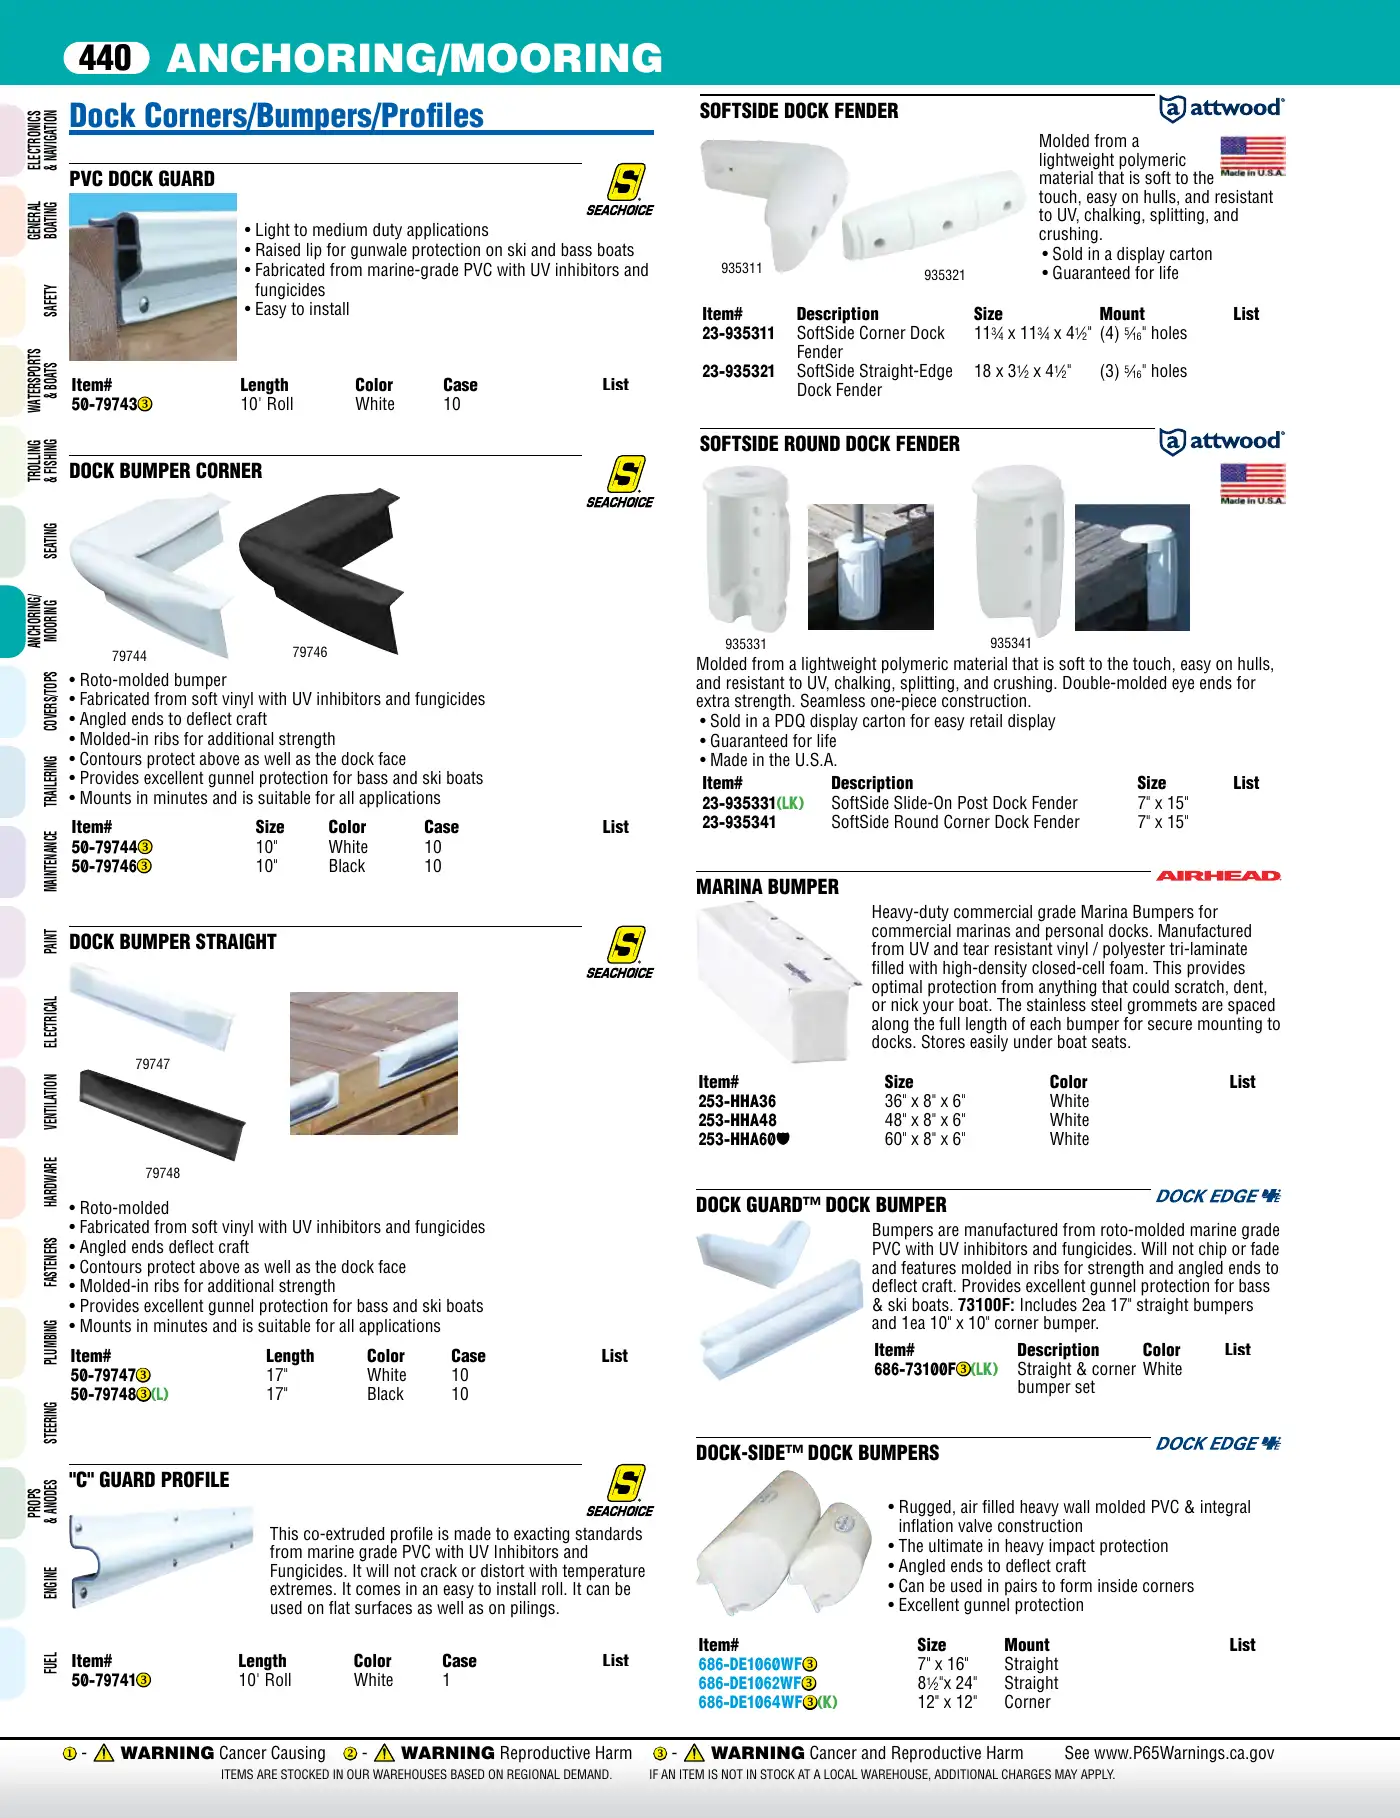 440 ANCHORING/MOORING
ELECTRONICS
& NAVIGATION
GENERAL
BOATING
SAFETY
WATERSPORTS
& BOATS
TROLLING
& FISHING
SEATING
ANCHORING/
MOORING
COVERS/TOPS
TRAILERING
MAINTENANCE
PAINT
ELECTRICAL
VENTILATION
HARDWARE
FASTENERS
PLUMBING
STEERING
PROPS
& ANODES
ENGINE
FUEL
Dock Corners/Bumpers/Profiles
PVC DOCK GUARD
SEACHOICE
• Light to medium duty applications
• Raised lip for gunwale protection on ski and bass boats
• Fabricated from marine-grade PVC with UV inhibitors and
fungicides
• Easy to install
Item# Length Color Case List
50-79743③ 10' Roll White 10
DOCK BUMPER CORNER
SEACHOICE
79744
79746
• Roto-molded bumper
• Fabricated from soft vinyl with UV inhibitors and fungicides
• Angled ends to deflect craft
• Molded-in ribs for additional strength
• Contours protect above as well as the dock face
• Provides excellent gunnel protection for bass and ski boats
• Mounts in minutes and is suitable for all applications
Item# Size Color Case List
50-79744③ 10" White 10
50-79746③ 10" Black 10
DOCK BUMPER STRAIGHT
SEACHOICE
79747
79748
• Roto-molded
• Fabricated from soft vinyl with UV inhibitors and fungicides
• Angled ends deflect craft
• Contours protect above as well as the dock face
• Molded-in ribs for additional strength
• Provides excellent gunnel protection for bass and ski boats
• Mounts in minutes and is suitable for all applications
Item# Length Color Case List
50-79747③ 17" White 10
50-79748③(L) 17" Black 10
"C" GUARD PROFILE
SEACHOICE
This co-extruded profile is made to exacting standards
from marine grade PVC with UV Inhibitors and
Fungicides. It will not crack or distort with temperature
extremes. It comes in an easy to install roll. It can be
used on flat surfaces as well as on pilings.
Item# Length Color Case List
50-79741③ 10' Roll White 1
SOFTSIDE DOCK FENDER
attwood
Made in U.S.A.
935311
935321
Molded from a
lightweight polymeric
material that is soft to the
touch, easy on hulls, and resistant
to UV, chalking, splitting, and
crushing.
• Sold in a display carton
• Guaranteed for life
Item# Description Size Mount List
23-935311 SoftSide Corner Dock 11¾ x 11¾ x 4½" (4) 5⁄16" holes
Fender
23-935321 SoftSide Straight-Edge 18 x 3½ x 4½" (3) 5⁄16" holes
Dock Fender
SOFTSIDE ROUND DOCK FENDER
attwood
Made in U.S.A.
935331
935341
Molded from a lightweight polymeric material that is soft to the touch, easy on hulls,
and resistant to UV, chalking, splitting, and crushing. Double-molded eye ends for
extra strength. Seamless one-piece construction.
• Sold in a PDQ display carton for easy retail display
• Guaranteed for life
• Made in the U.S.A.
Item# Description Size List
23-935331(LK) SoftSide Slide-On Post Dock Fender 7" x 15"
23-935341 SoftSide Round Corner Dock Fender 7" x 15"
MARINA BUMPER
AIRHEAD
Heavy-duty commercial grade Marina Bumpers for
commercial marinas and personal docks. Manufactured
from UV and tear resistant vinyl / polyester tri-laminate
filled with high-density closed-cell foam. This provides
optimal protection from anything that could scratch, dent,
or nick your boat. The stainless steel grommets are spaced
along the full length of each bumper for secure mounting to
docks. Stores easily under boat seats.
Item# Size Color List
253-HHA36 36" x 8" x 6" White
253-HHA48 48" x 8" x 6" White
253-HHA60 60" x 8" x 6" White
DOCK GUARD™ DOCK BUMPER
DOCK EDGE
Bumpers are manufactured from roto-molded marine grade
PVC with UV inhibitors and fungicides. Will not chip or fade
and features molded in ribs for strength and angled ends to
deflect craft. Provides excellent gunnel protection for bass
& ski boats. 73100F: Includes 2ea 17" straight bumpers
and 1ea 10" x 10" corner bumper.
Item# Description Color List
686-73100F③(LK) Straight & corner White
bumper set
DOCK-SIDE™ DOCK BUMPERS
DOCK EDGE
• Rugged, air filled heavy wall molded PVC & integral
inflation valve construction
• The ultimate in heavy impact protection
• Angled ends to deflect craft
• Can be used in pairs to form inside corners
• Excellent gunnel protection
Item# Size Mount List
686-DE1060WF③ 7" x 16" Straight
686-DE1062WF③ 8½"x 24" Straight
686-DE1064WF③(K) 12" x 12" Corner
① - ⚠ WARNING Cancer Causing ② - ⚠ WARNING Reproductive Harm ③ - ⚠ WARNING Cancer and Reproductive Harm See www.P65Warnings.ca.gov
ITEMS ARE STOCKED IN OUR WAREHOUSES BASED ON REGIONAL DEMAND. IF AN ITEM IS NOT IN STOCK AT A LOCAL WAREHOUSE, ADDITIONAL CHARGES MAY APPLY.